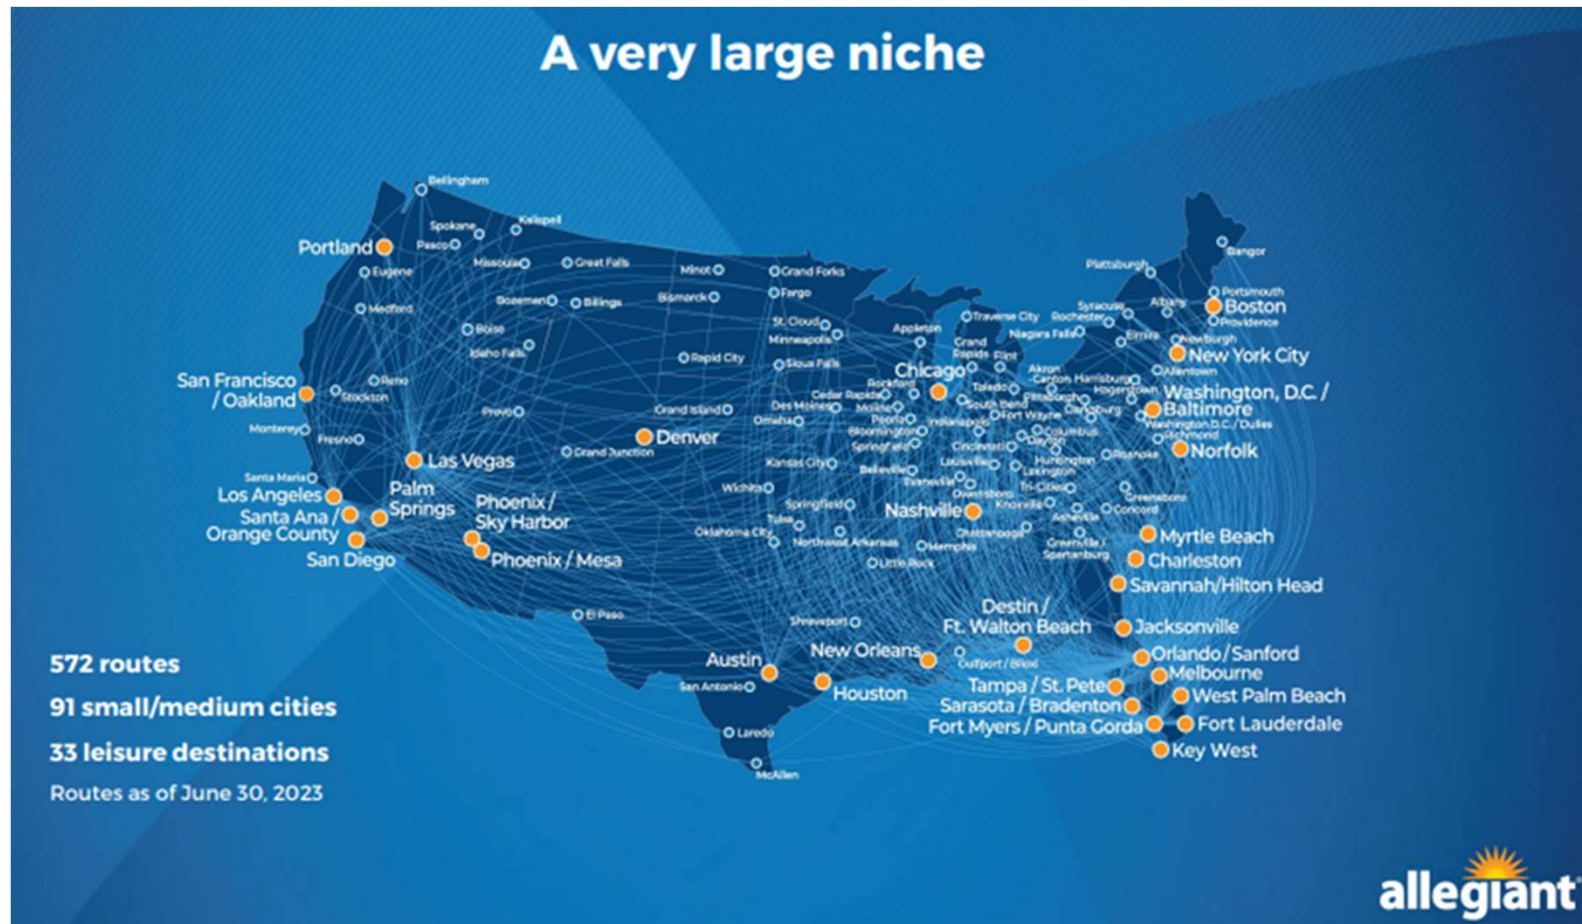 A very large niche
Bellingham
Spokane
Kalispell
Portland
Pasco
Eugene
Missoula
Great Falls
Minot
Grand Forks
Plattsburgh
Bangor
Medford
Bozeman
Billings
Bismarck
Fargo
Portsmouth
Boston
Providence
Boise
Idaho Falls
St. Cloud
Minneapolis
Appleton
Traverse City
Syracuse
Rochester
Albany
Niagara Falls
Elmira
Newburgh
New York City
Rapid City
Sioux Falls
Grand
Rapids
Flint
Allentown
San Francisco
/ Oakland
Reno
Stockton
Chicago
Rockford
Toledo
Akron
Canton
Harrisburg
Hagerstown
Pittsburgh
Washington, D.C. /
Baltimore
Provo
Grand Island
Cedar Rapids
Des Moines
Moline
Omaha
Peoria
South Bend
Fort Wayne
Clarksburg
Washington D.C. / Dulles
Richmond
Monterey
Fresno
Denver
Bloomington
Indianapolis
Columbus
Dayton
Norfolk
Las Vegas
Grand Junction
Springfield
Cincinnati
Huntington
Roanoke
Kansas City
Belleville
Louisville
Lexington
Santa Maria
Los Angeles
Palm
Springs
Wichita
Evansville
Owensboro
Tri-Cities
Greensboro
Santa Ana /
Orange County
Phoenix /
Sky Harbor
Springfield
Nashville
Knoxville
Asheville
Concord
San Diego
Phoenix / Mesa
Oklahoma City
Tulsa
Northwest Arkansas
Memphis
Chattanooga
Greenville /
Spartanburg
Myrtle Beach
Little Rock
Charleston
Savannah/Hilton Head
El Paso
Shreveport
Destin /
Ft. Walton Beach
Jacksonville
572 routes
Austin
New Orleans
Gulfport / Biloxi
Orlando / Sanford
Melbourne
San Antonio
Houston
Tampa / St. Pete
West Palm Beach
91 small/medium cities
Sarasota / Bradenton
Fort Myers / Punta Gorda
Fort Lauderdale
Laredo
Key West
33 leisure destinations
McAllen
Routes as of June 30, 2023
allegiant